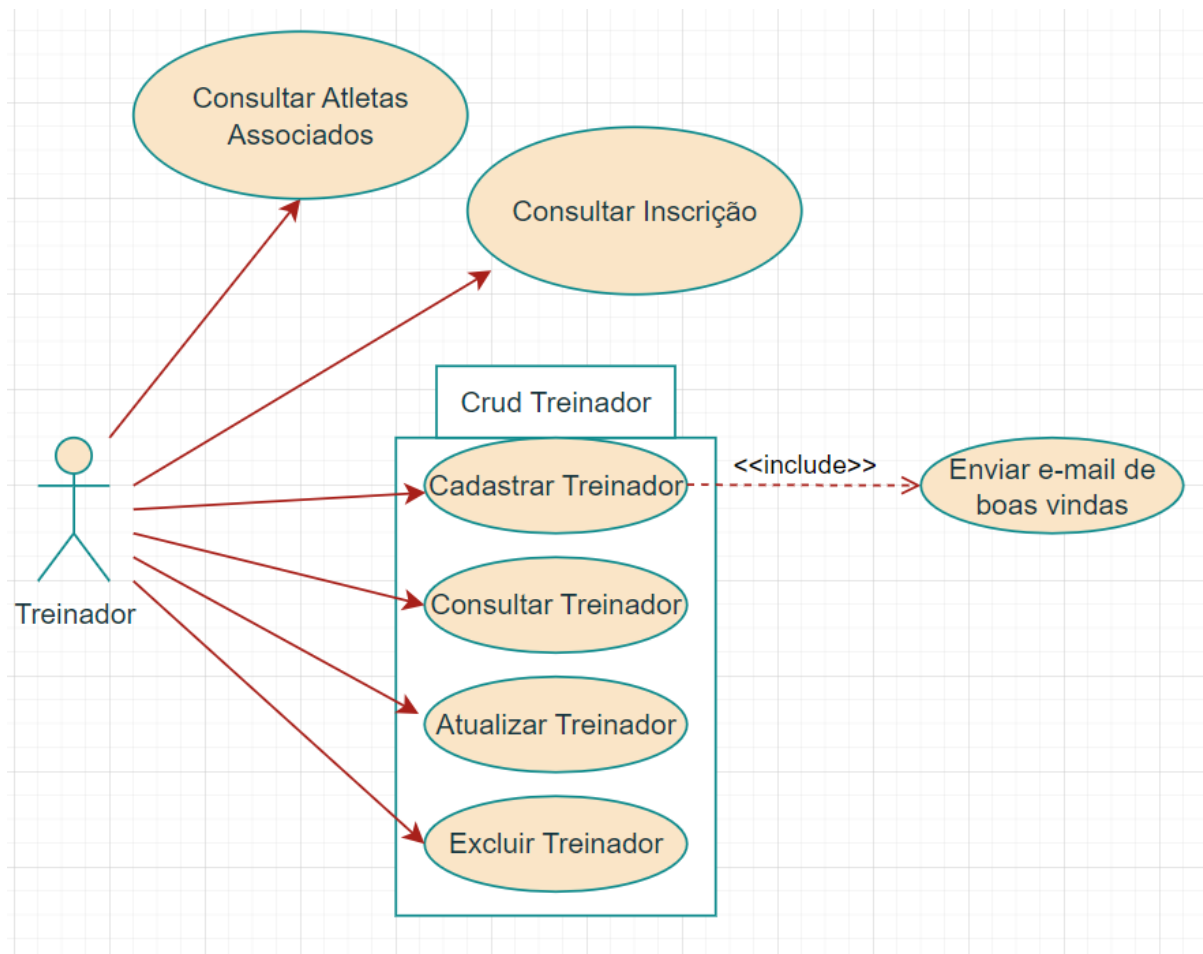 Consultar Atletas
Associados
Consultar Inscrição
Crud Treinador
Cadastrar Treinador
<<include>>
Enviar e-mail de
boas vindas
Treinador
Consultar Treinador
Atualizar Treinador
Excluir Treinador